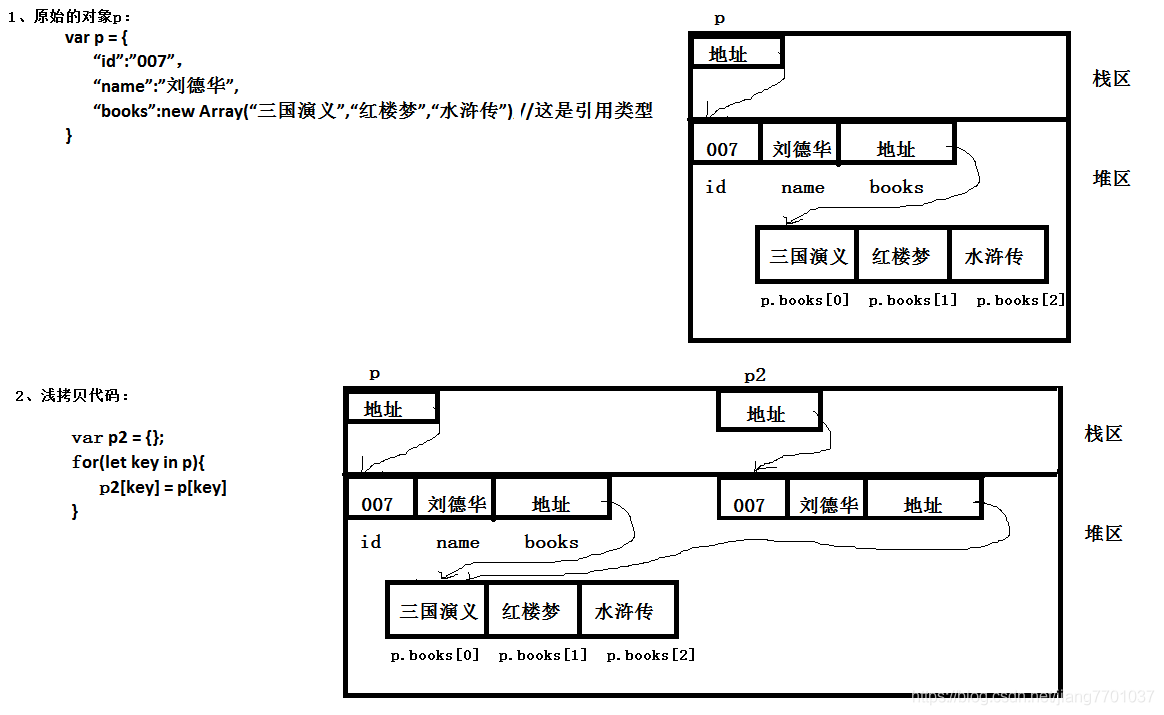 1、原始的对象p：
var p = {
“id”:”007”，
“name”:”刘德华”,
“books”:new Array(“三国演义”,“红楼梦”,“水浒传”) //这是引用类型
}
p
地址
栈区
007 刘德华 地址
堆区
id name books
三国演义 红楼梦 水浒传
p.books[0] p.books[1] p.books[2]
2、浅拷贝代码：
var p2 = {};
for(let key in p){
p2[key] = p[key]
}
p p2
地址 地址
栈区
007 刘德华 地址 007 刘德华 地址
堆区
id name books
三国演义 红楼梦 水浒传
p.books[0] p.books[1] p.books[2]
https://blog.csdn.net/jiang7701037